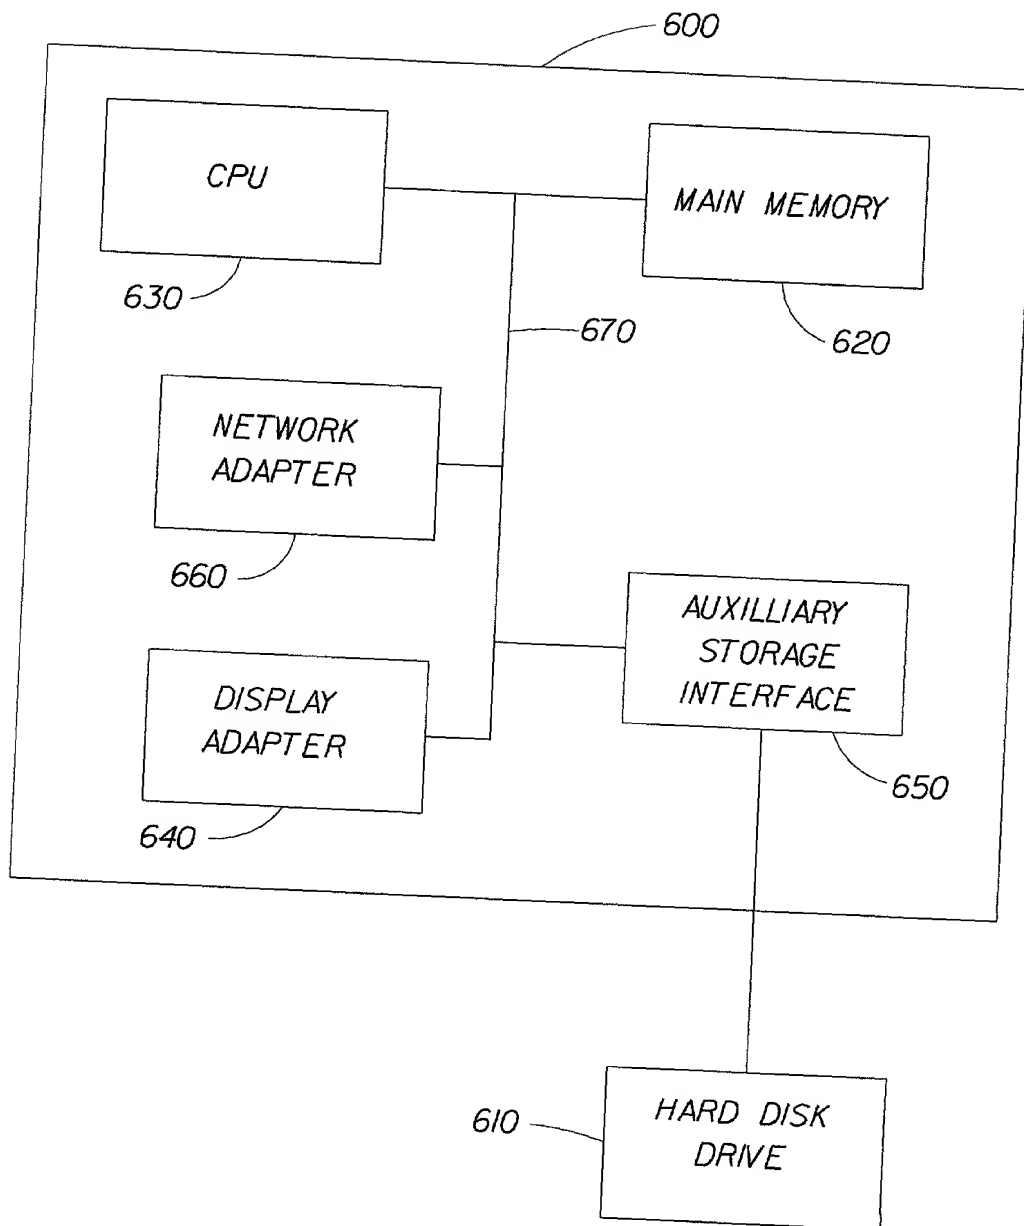 600
CPU
MAIN MEMORY
630
670
620
NETWORK
ADAPTER
660
AUXILLIARY
STORAGE
INTERFACE
DISPLAY
ADAPTER
650
640
610
HARD DISK
DRIVE